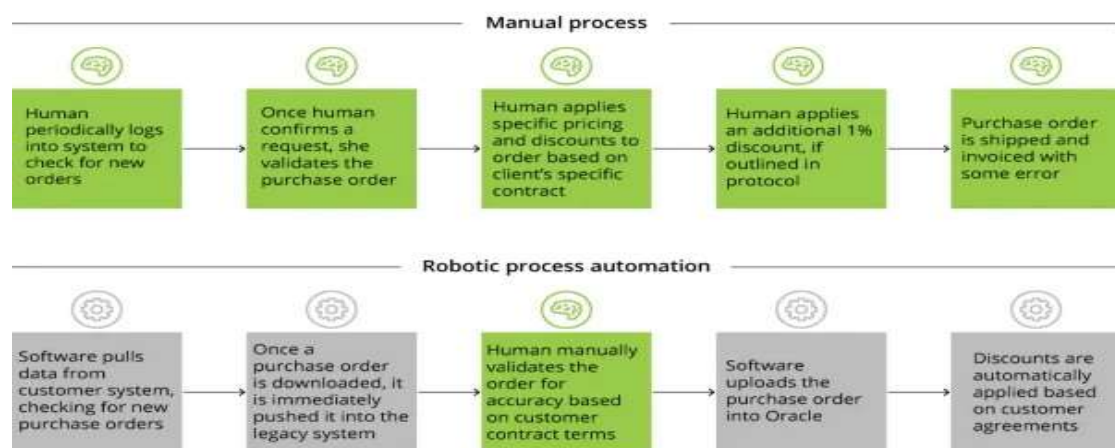 Manual process
Human
periodically logs
into system to
check for new
orders
Once human
confirms a
request, she
validates the
purchase order
Human applies
specific pricing
and discounts to
order based on
client's specific
contract
Human applies
an additional 1%
discount, if
outlined in
protocol
Purchase order
is shipped and
invoiced with
some error
Robotic process automation
Software pulls
data from
customer system,
checking for new
purchase orders
Once a
purchase order
is downloaded, it
is immediately
pushed it into the
legacy system
Human manually
validates the
order for
accuracy based
on customer
contract terms
Software
uploads the
purchase order
into Oracle
Discounts are
automatically
applied based
on customer
agreements